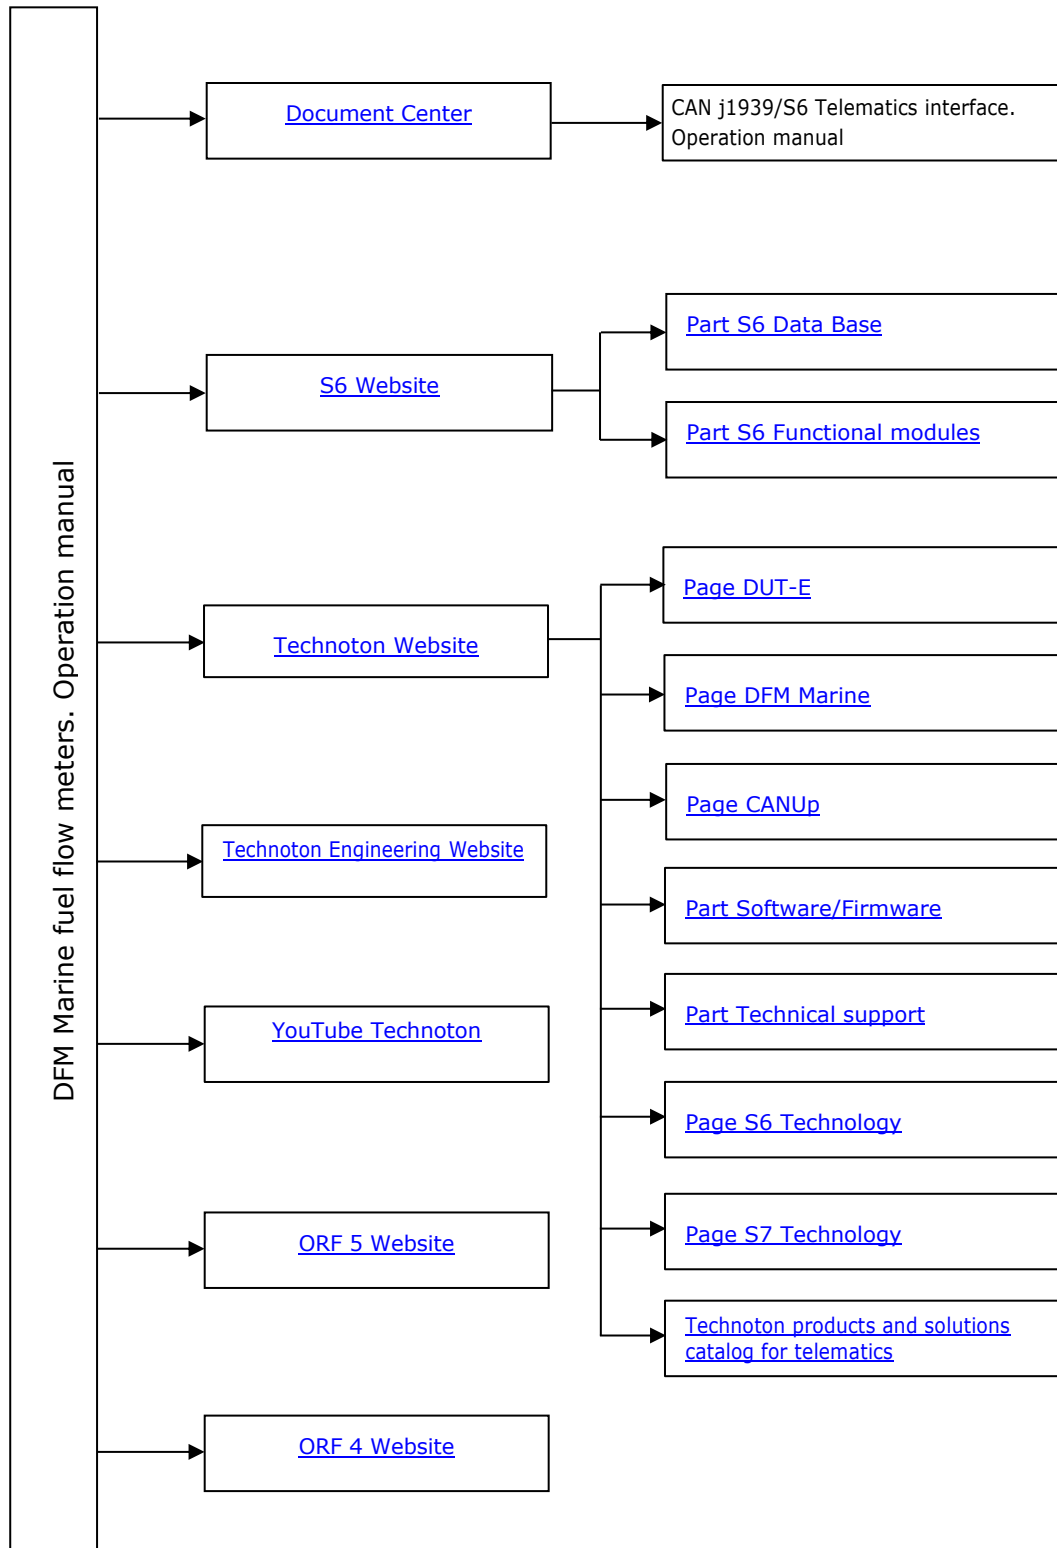 DFM Marine fuel flow meters. Operation manual
Document Center
CAN j1939/S6 Telematics interface.
Operation manual
S6 Website
Part S6 Data Base
Part S6 Functional modules
Technoton Website
Page DUT-E
Page DFM Marine
Page CANUp
Part Software/Firmware
Part Technical support
Page S6 Technology
Page S7 Technology
Technoton products and solutions
catalog for telematics
Technoton Engineering Website
YouTube Technoton
ORF 5 Website
ORF 4 Website